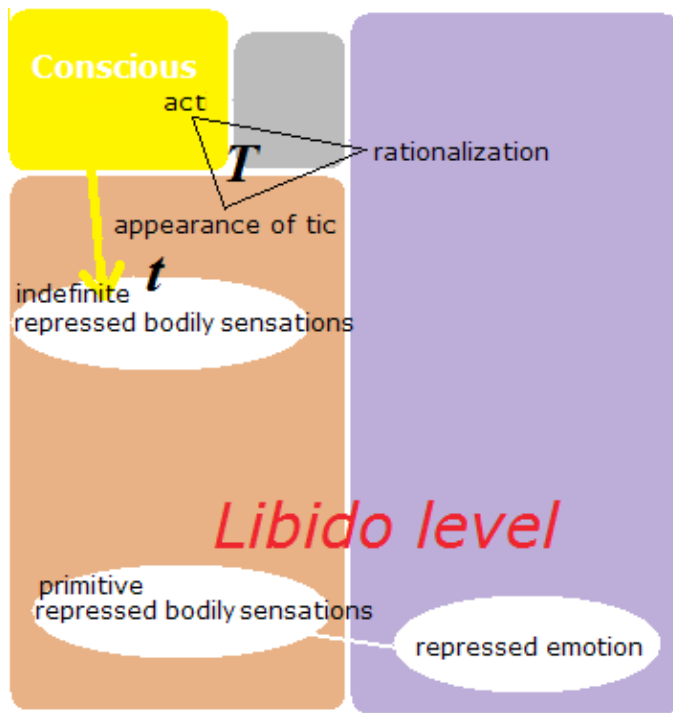 Conscious
act
T
rationalization
appearance of tic
t
indefinite
repressed bodily sensations
Libido level
primitive
repressed bodily sensations
repressed emotion